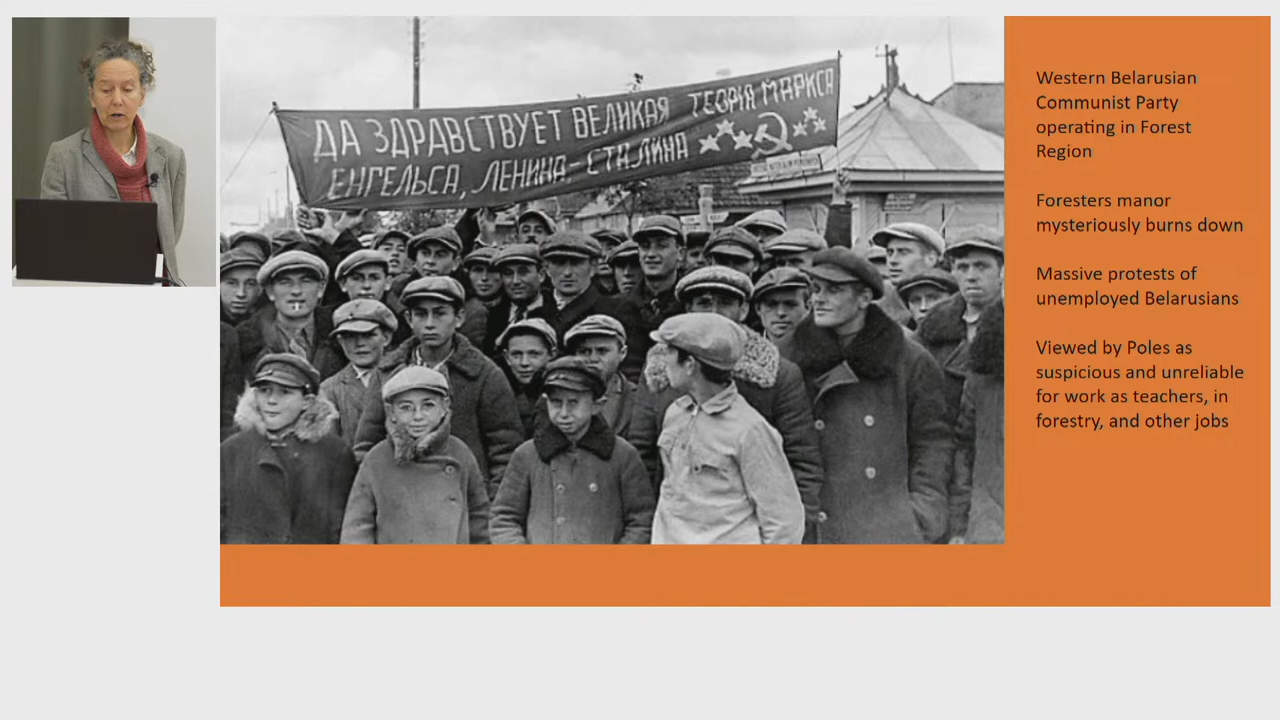 ДА ЗДРАВСТВУЕТ ВЕЛИКАЯ ТЕОРІЯ МАРКСА
ЕНГЕЛЬСА, ЛЕНИНА-СТАЛИНА
Western Belarusian
Communist Party
operating in Forest
Region
Foresters manor
mysteriously burns down
Massive protests of
unemployed Belarusians
Viewed by Poles as
suspicious and unreliable
for work as teachers, in
forestry, and other jobs